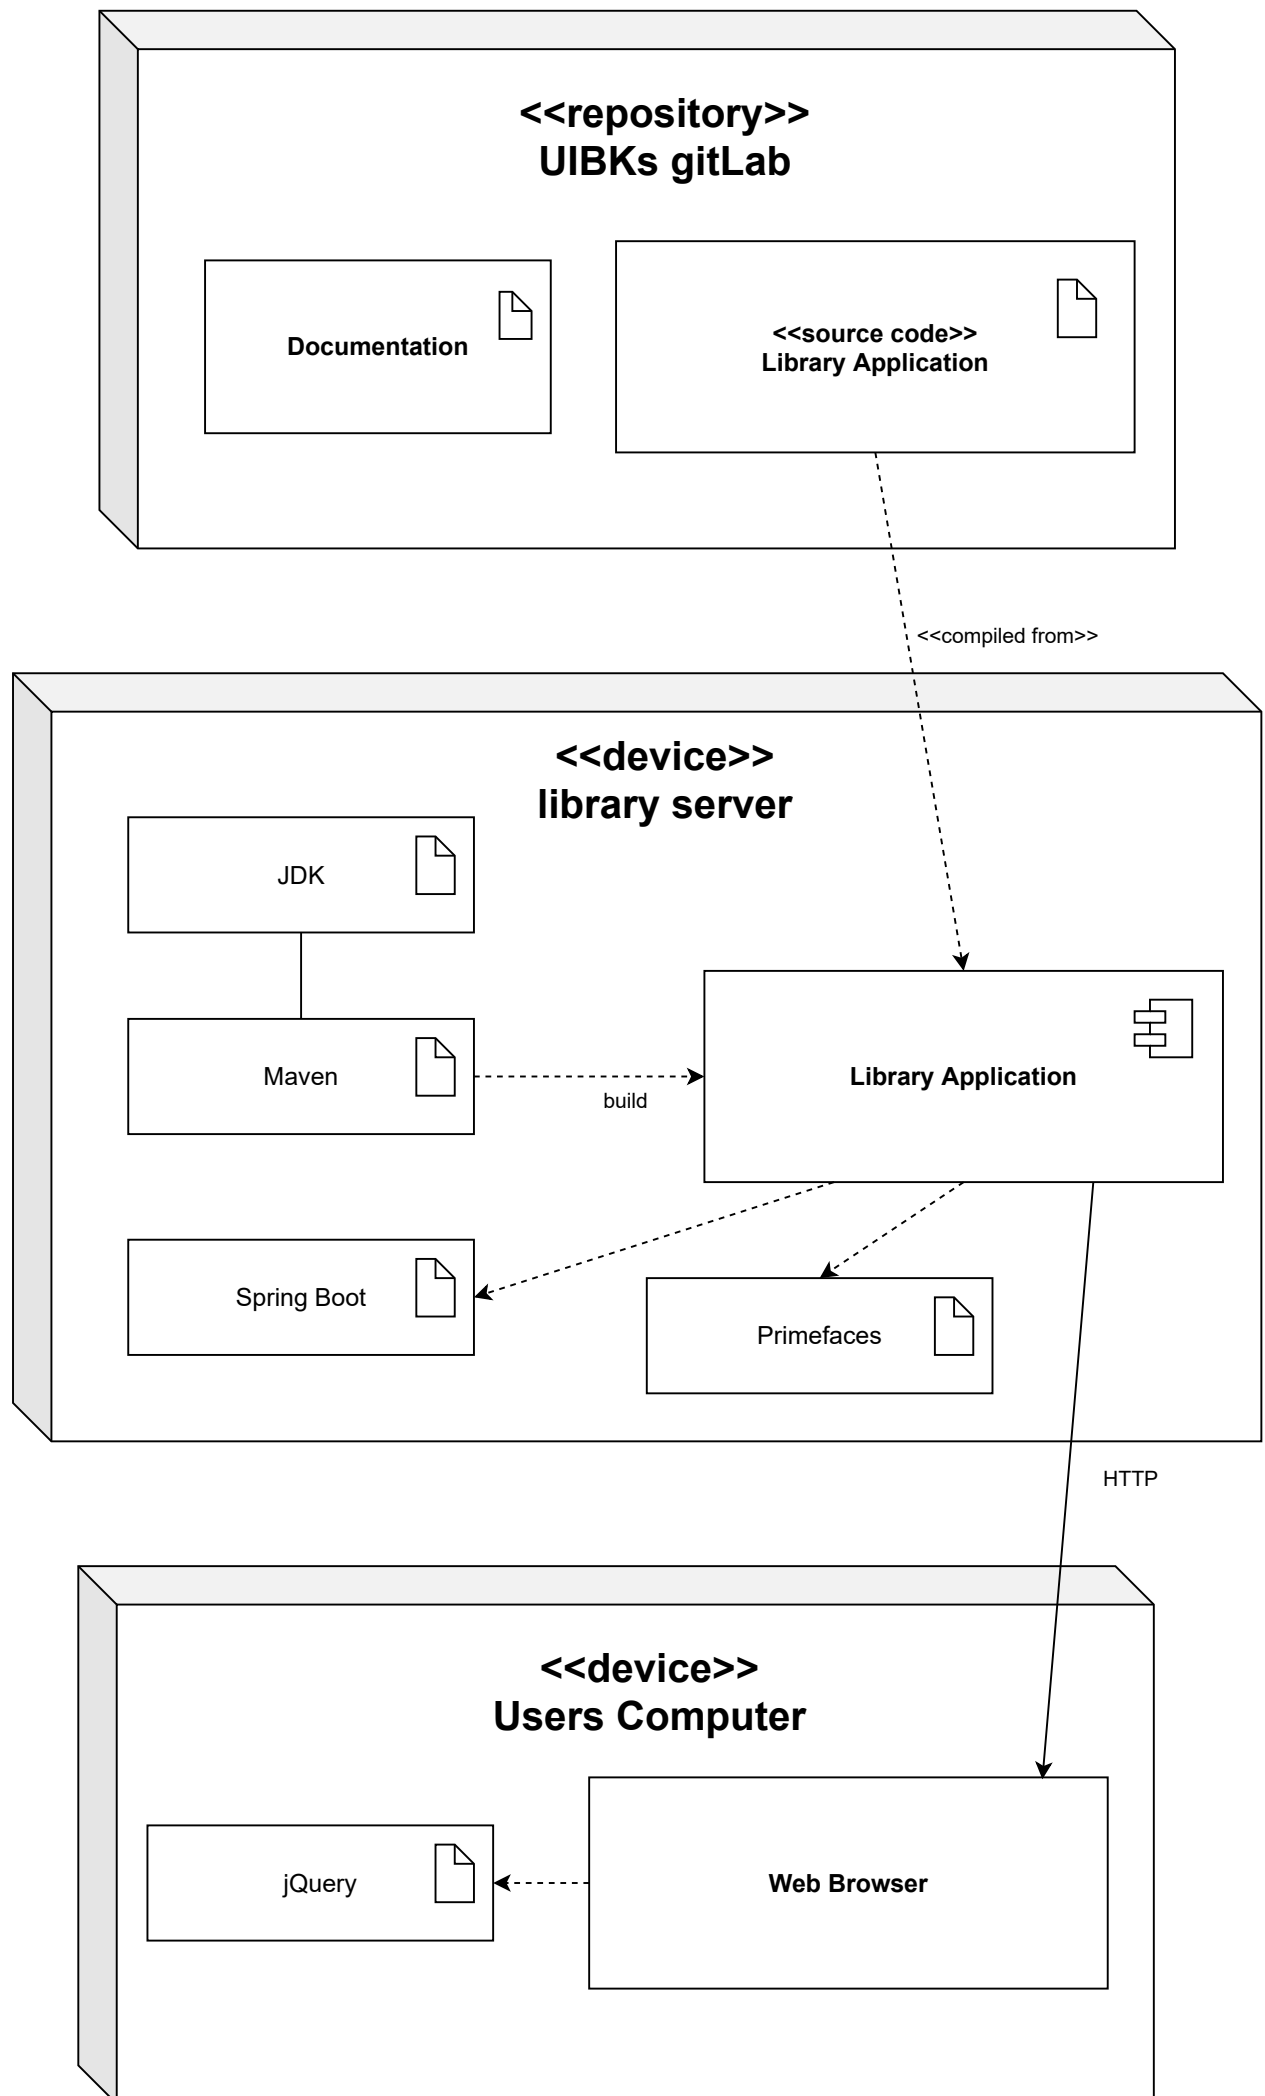 <<repository>>
UIBKs gitLab
Documentation
<<source code>>
Library Application
<<compiled from>>
<<device>>
library server
JDK
Maven
build
Library Application
Spring Boot
Primefaces
HTTP
<<device>>
Users Computer
jQuery
Web Browser